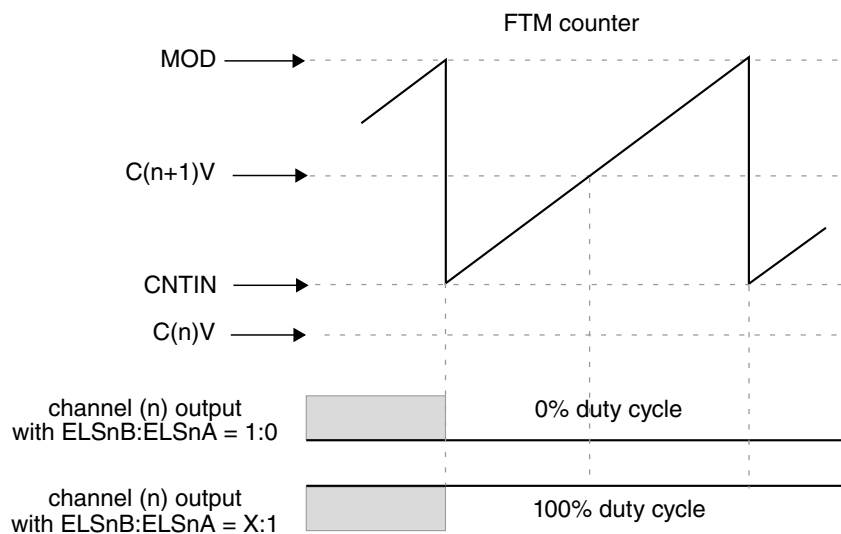 FTM counter
MOD
C(n+1)V
CNTIN
C(n)V
channel (n) output
with ELSnB:ELSnA = 1:0
0% duty cycle
channel (n) output
with ELSnB:ELSnA = X:1
100% duty cycle